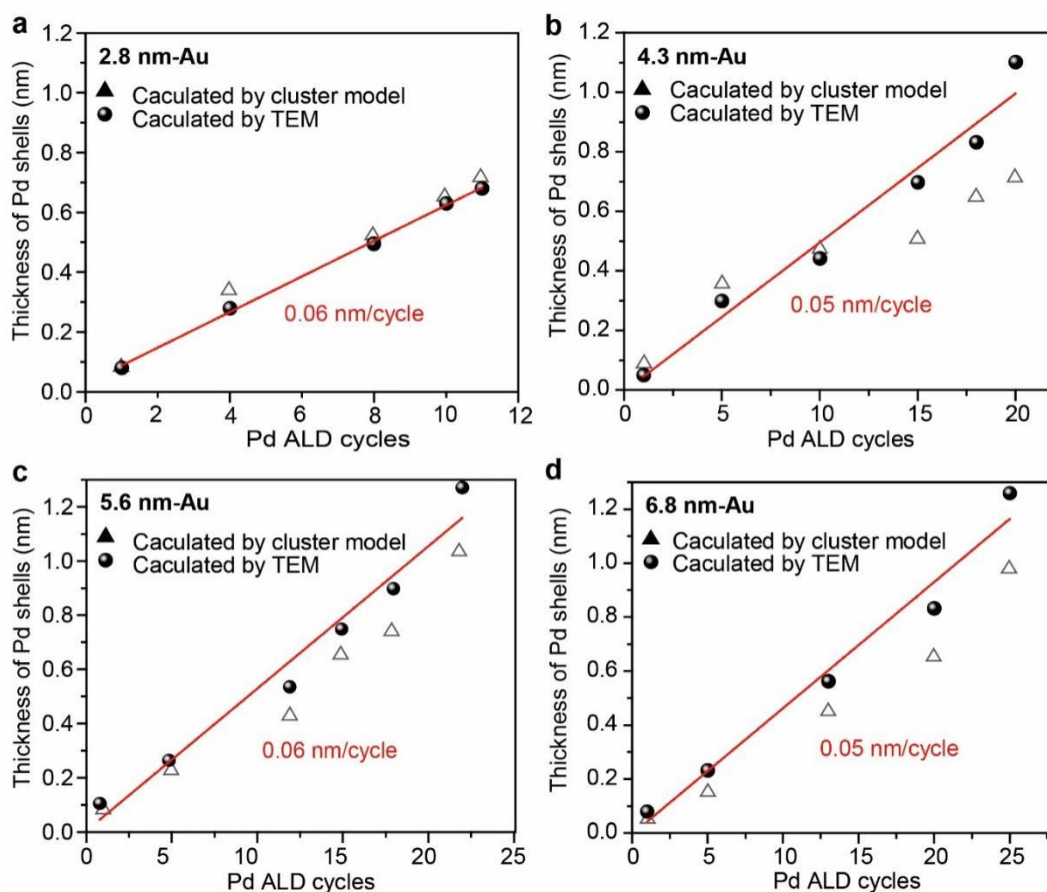 a
2.8 nm-Au
Caculated by cluster model
Caculated by TEM
0.06 nm/cycle
Thickness of Pd shells (nm)
1.2
1.0
0.8
0.6
0.4
0.2
0.0
0 2 4 6 8 10 12
Pd ALD cycles
b
4.3 nm-Au
Caculated by cluster model
Caculated by TEM
0.05 nm/cycle
Thickness of Pd shells (nm)
1.2
1.0
0.8
0.6
0.4
0.2
0.0
0 5 10 15 20
Pd ALD cycles
c
5.6 nm-Au
Caculated by cluster model
Caculated by TEM
0.06 nm/cycle
Thickness of Pd shells (nm)
1.2
1.0
0.8
0.6
0.4
0.2
0.0
0 5 10 15 20 25
Pd ALD cycles
d
6.8 nm-Au
Caculated by cluster model
Caculated by TEM
0.05 nm/cycle
Thickness of Pd shells (nm)
1.2
1.0
0.8
0.6
0.4
0.2
0.0
0 5 10 15 20 25
Pd ALD cycles